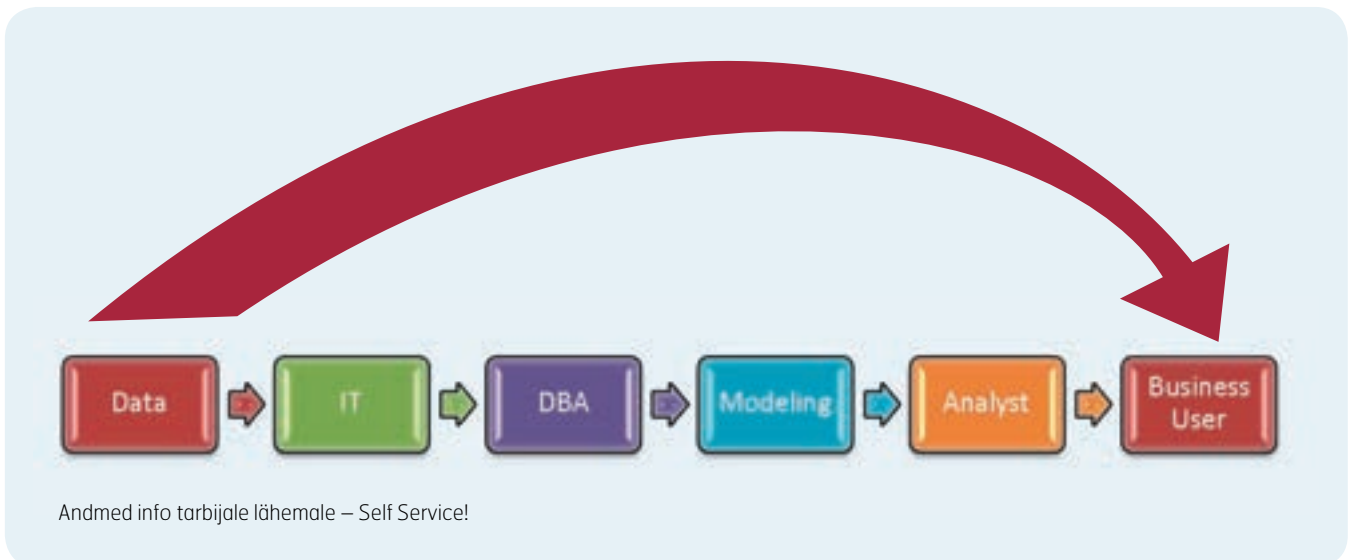 Data
IT
DBA
Modeling
Analyst
Business
User
Andmed info tarbijale lähemale – Self Service!